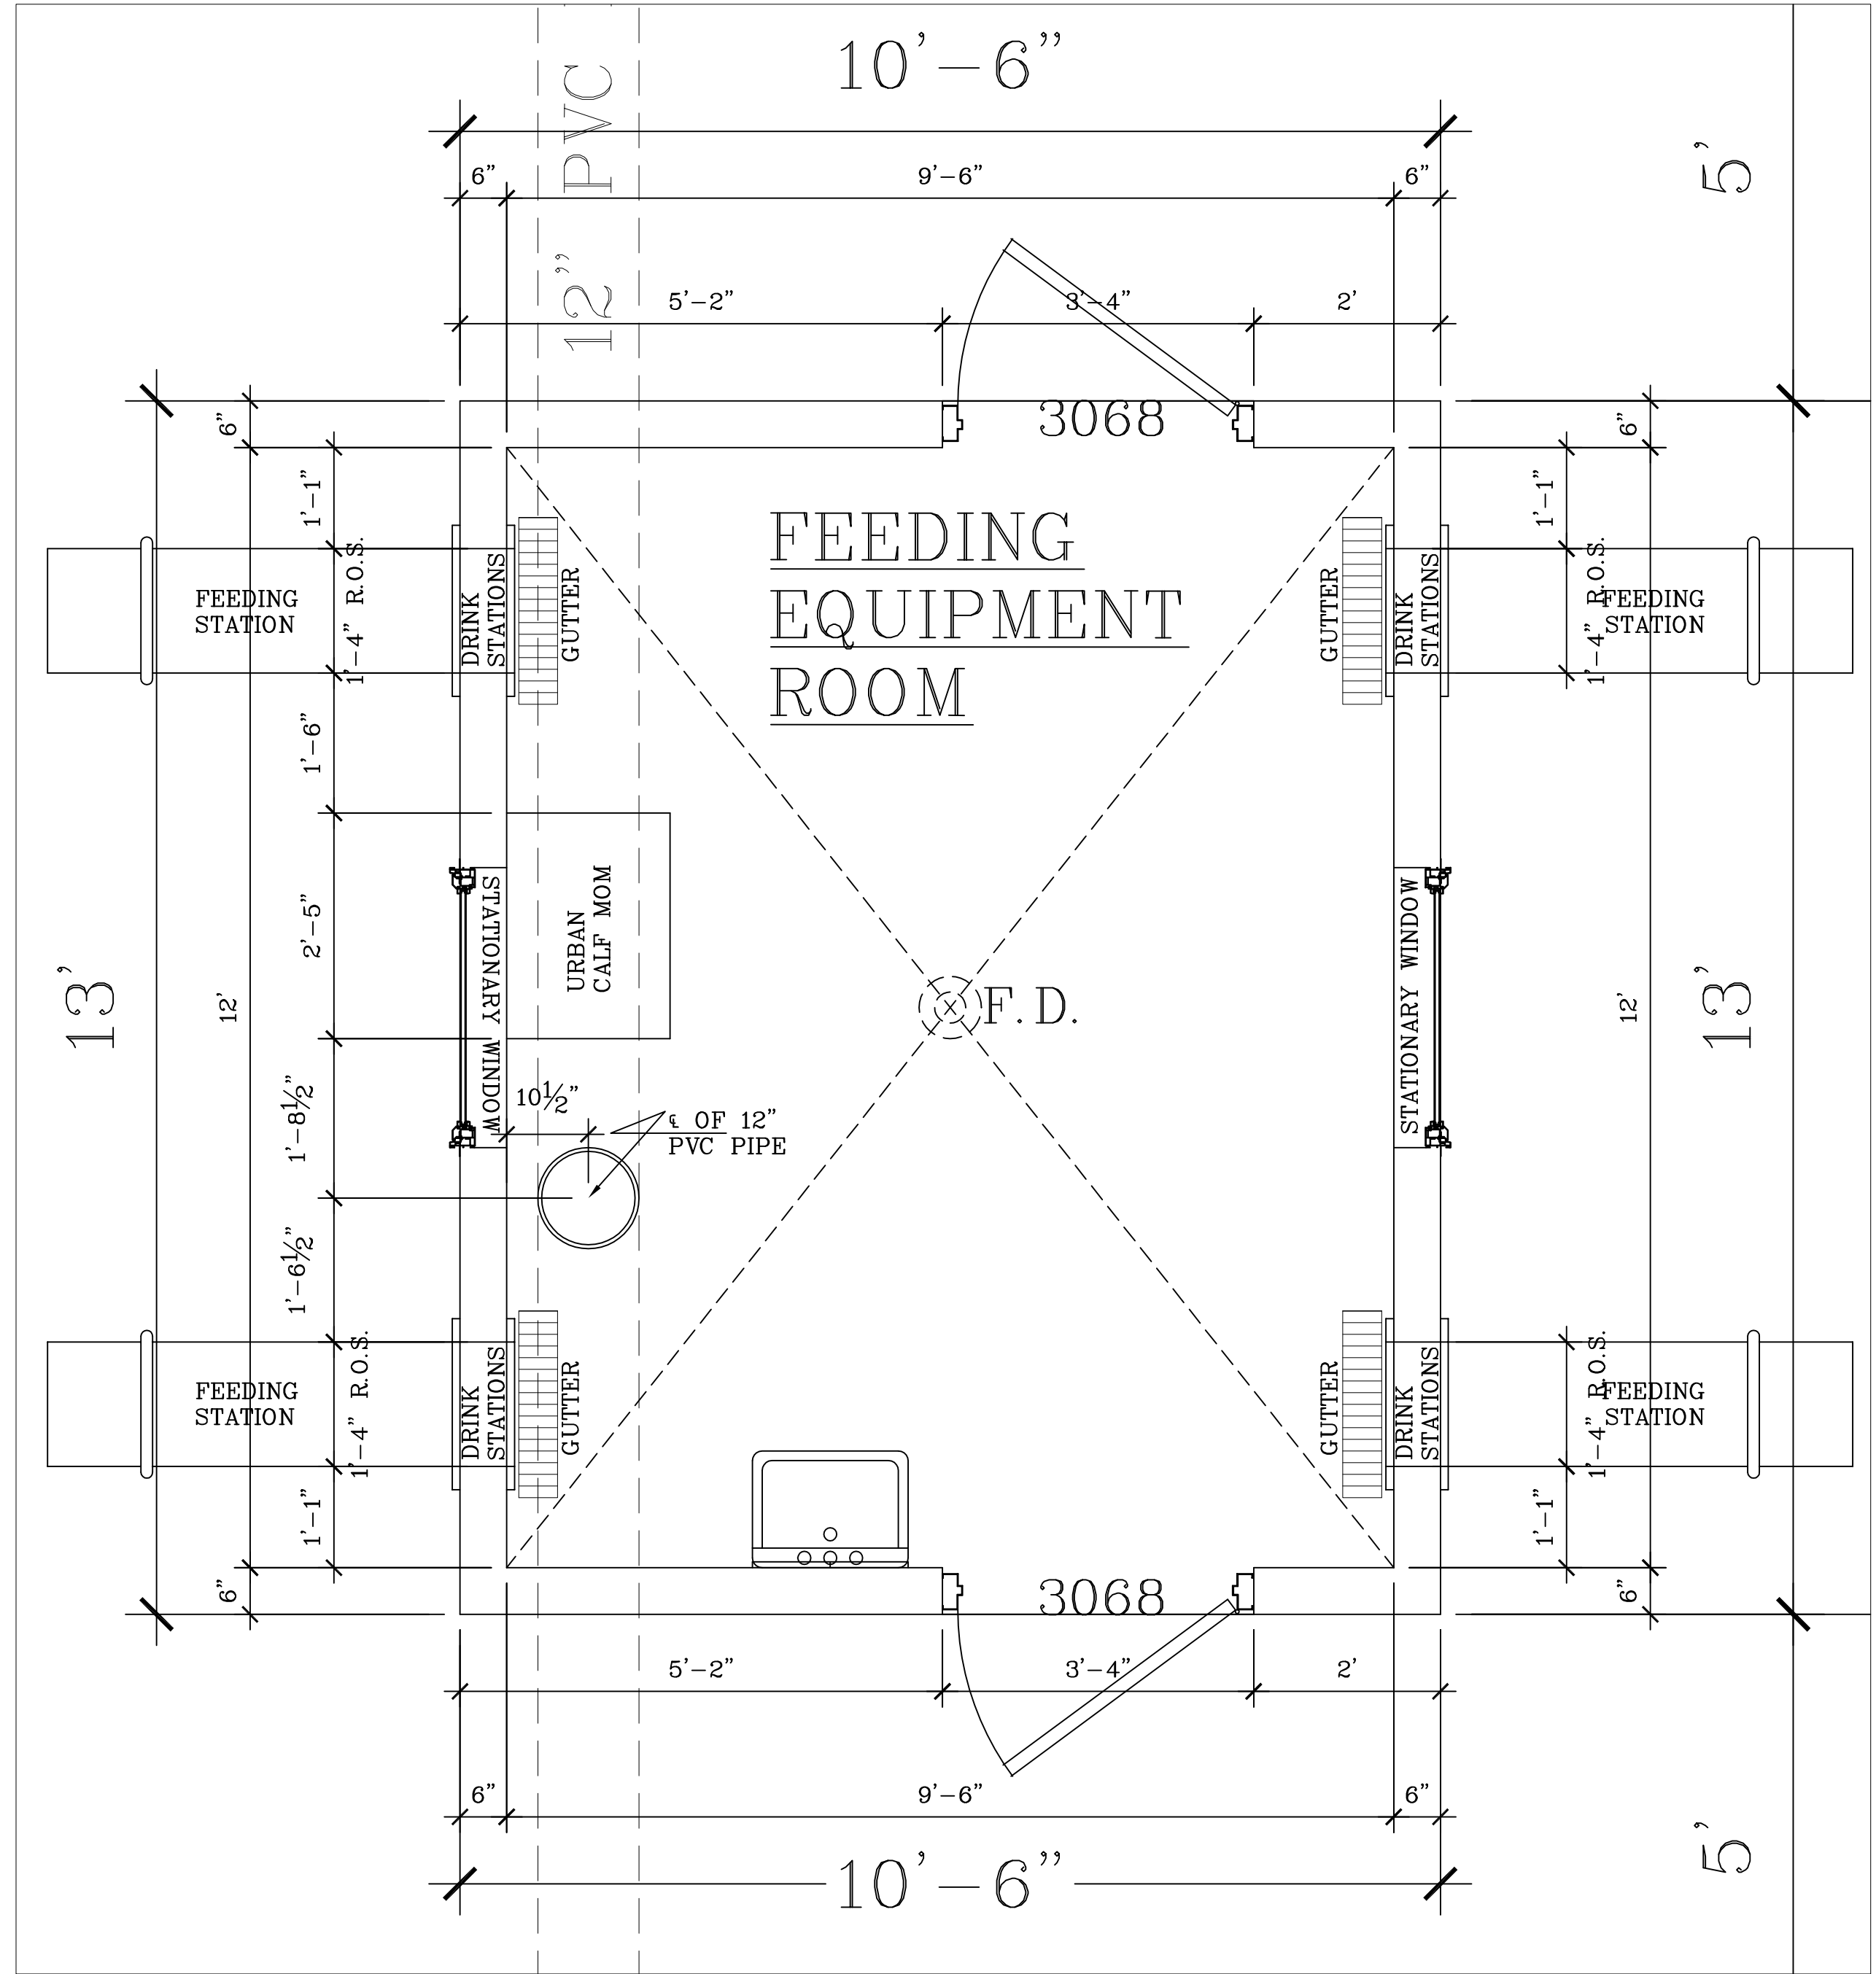 10'-6"
6"
9'-6"
6"
5'
12" PVC
5'-2"
3'-4"
2'
6"
3068
6"
1'-1"
1'-1"
FEEDING
EQUIPMENT
ROOM
FEEDING
STATION
1'-4" R.O.S.
DRINK
STATIONS
GUTTER
GUTTER
DRINK
STATIONS
1'-4" R.O.S.
FEEDING
STATION
1'-6"
2'-5"
STATIONARY WINDOW
URBAN
CALF MOM
STATIONARY WINDOW
13'
12'
F.D.
12'
13'
1'-8½"
10½"
℄ OF 12"
PVC PIPE
1'-6½"
FEEDING
STATION
1'-4" R.O.S.
DRINK
STATIONS
GUTTER
GUTTER
DRINK
STATIONS
1'-4" R.O.S.
FEEDING
STATION
1'-1"
1'-1"
6"
3068
6"
5'-2"
3'-4"
2'
6"
9'-6"
6"
5'
10'-6"